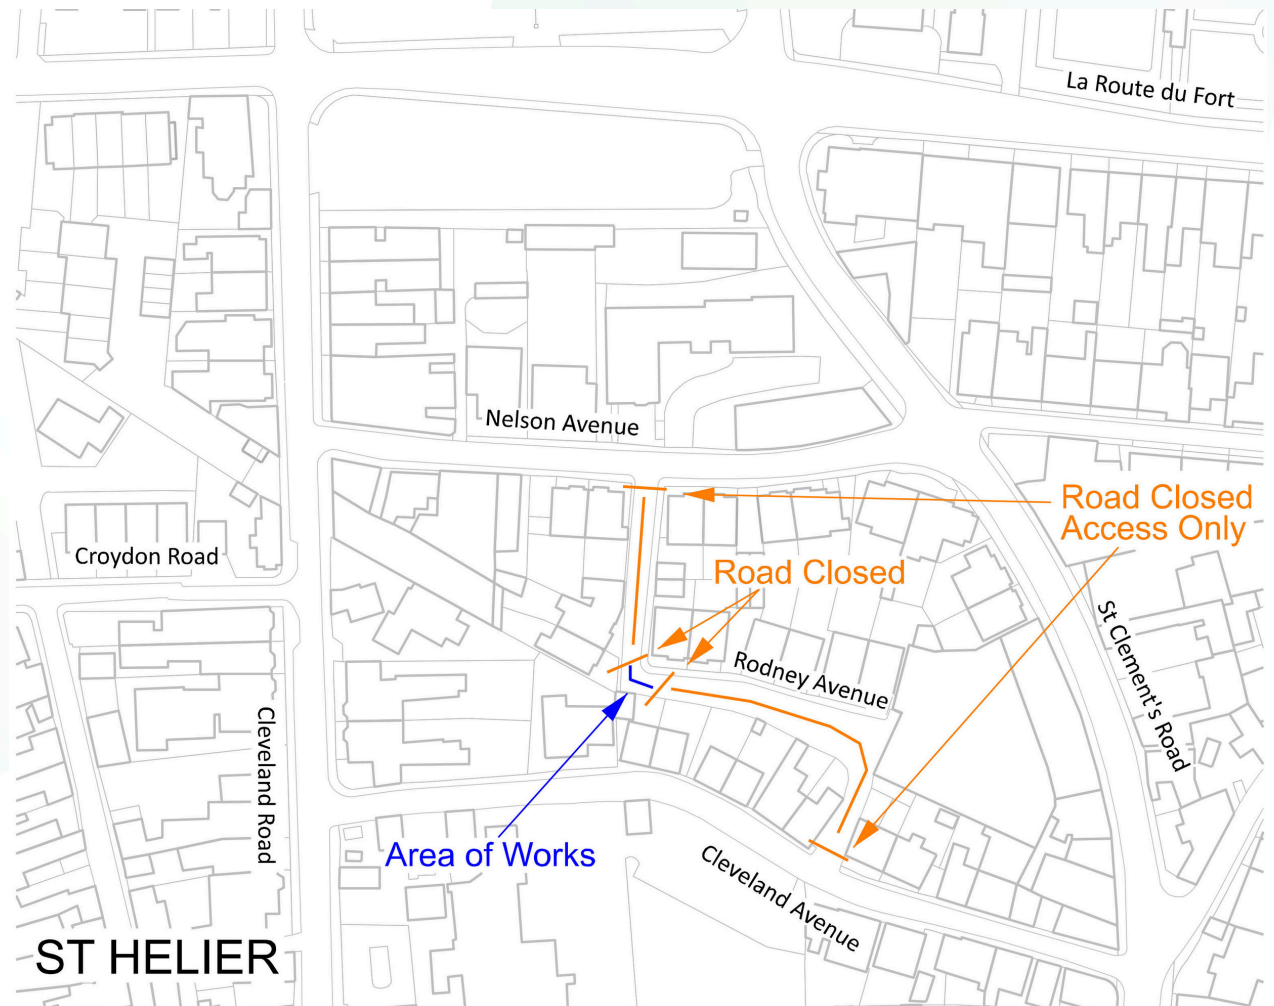 La Route du Fort
Nelson Avenue
Road Closed
Access Only
Croydon Road
Road Closed
St Clement's Road
Rodney Avenue
Cleveland Road
Area of Works
Cleveland Avenue
ST HELIER